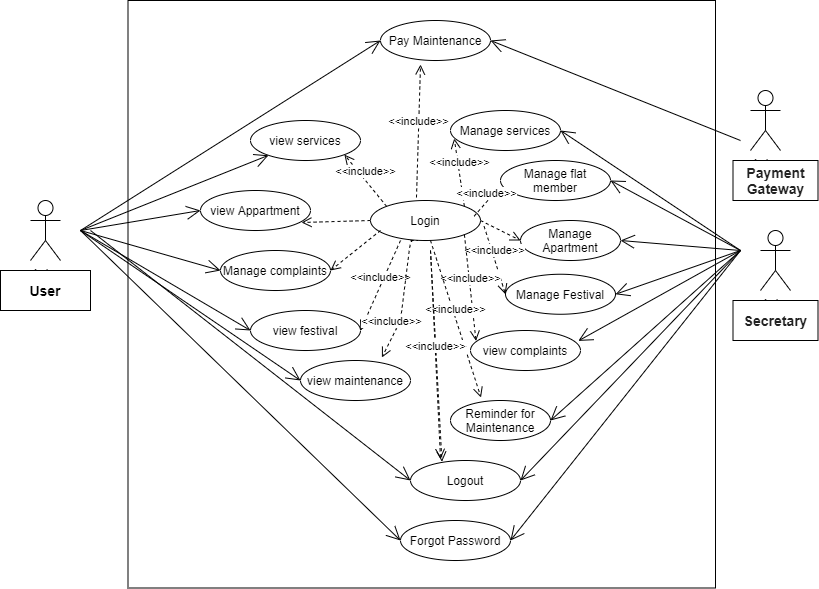 Pay Maintenance
<<include>>
view services
Manage services
<<include>>
<<include>>
Manage flat
member
<<include>>
Payment
Gateway
view Appartment
Login
Manage
Apartment
<<include>>
Manage complaints
<<include>>
<<include>>
Manage Festival
User
Secretary
<<include>>
<<include>>
view festival
<<include>>
view complaints
view maintenance
Reminder for
Maintenance
Logout
Forgot Password